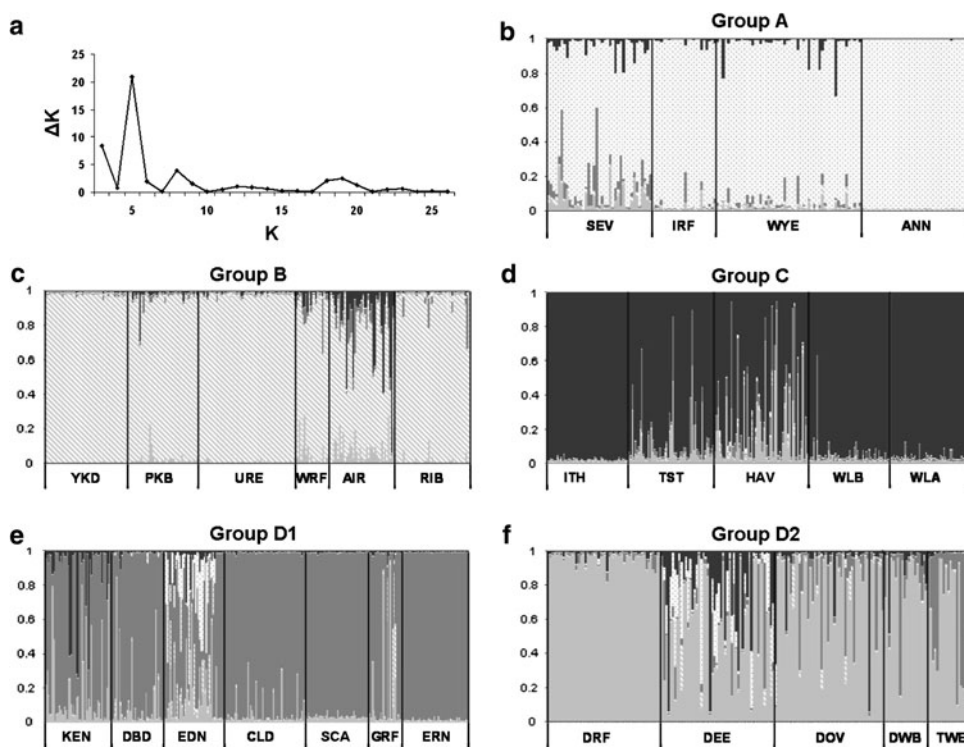 a
25
20
15
10
5
0
ΔK
5 10 15 20 25
K
b
Group A
1
0.8
0.6
0.4
0.2
0
SEV IRF WYE ANN
c
Group B
1
0.8
0.6
0.4
0.2
0
YKD PKB URE WRF AIR RIB
d
Group C
1
0.8
0.6
0.4
0.2
0
ITH TST HAV WLB WLA
e
Group D1
1
0.8
0.6
0.4
0.2
0
KEN DBD EDN CLD SCA GRF ERN
f
Group D2
1
0.8
0.6
0.4
0.2
0
DRF DEE DOV DWB TWE